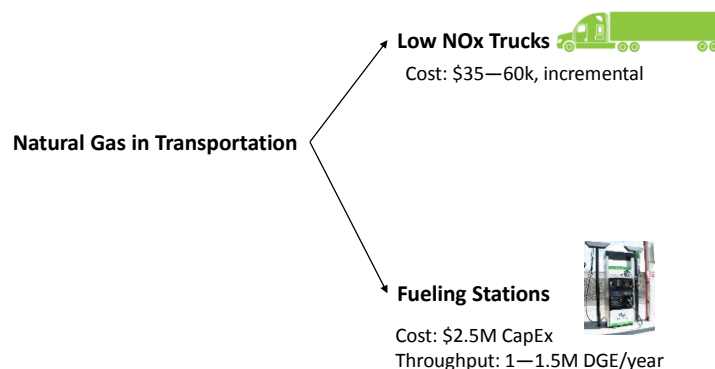 Low NOx Trucks
Cost: $35—60k, incremental
Natural Gas in Transportation
Fueling Stations
Cost: $2.5M CapEx
Throughput: 1—1.5M DGE/year